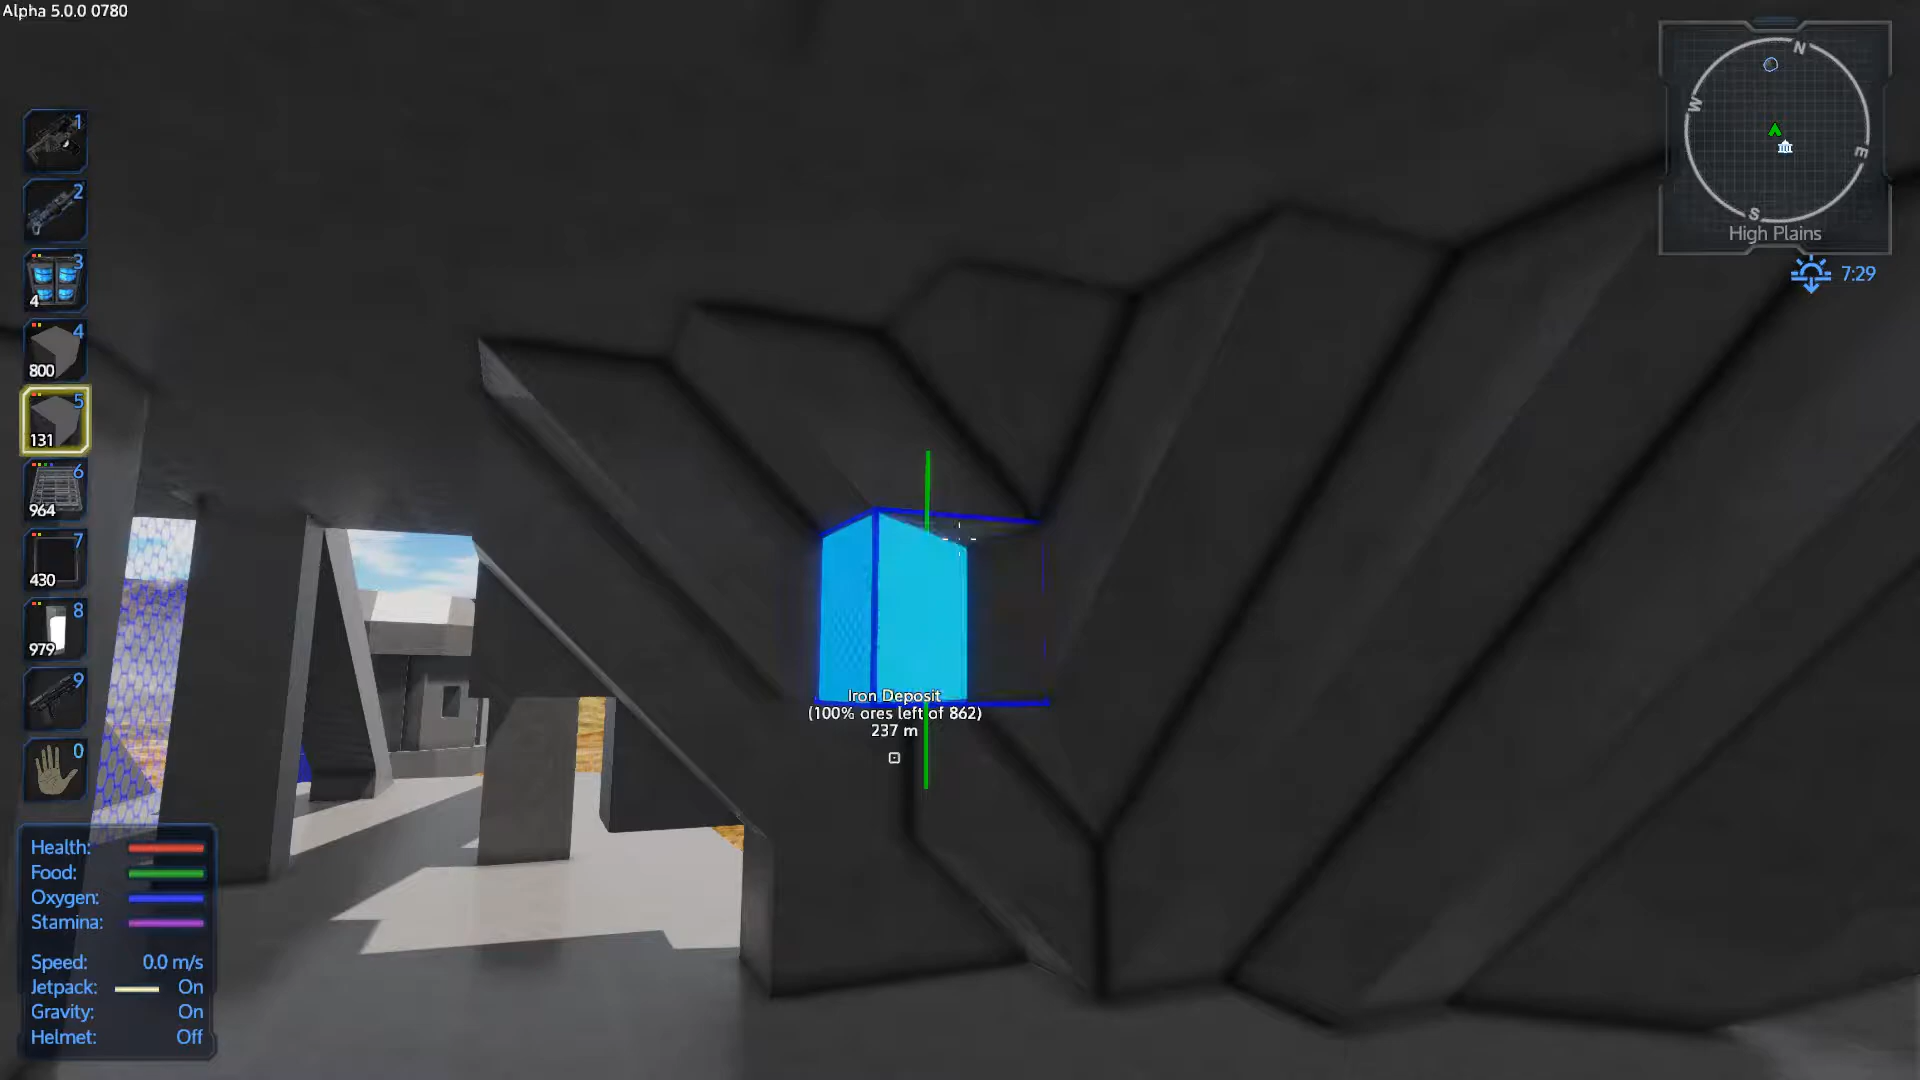 Alpha 5.0.0 0780
N
W
E
S
High Plains
7:29
1
2
3
4
4
800
5
131
6
964
7
430
8
979
9
0
Iron Deposit
(100% ores left of 862)
237 m
Health:
Food:
Oxygen:
Stamina:
Speed: 0.0 m/s
Jetpack: On
Gravity: On
Helmet: Off